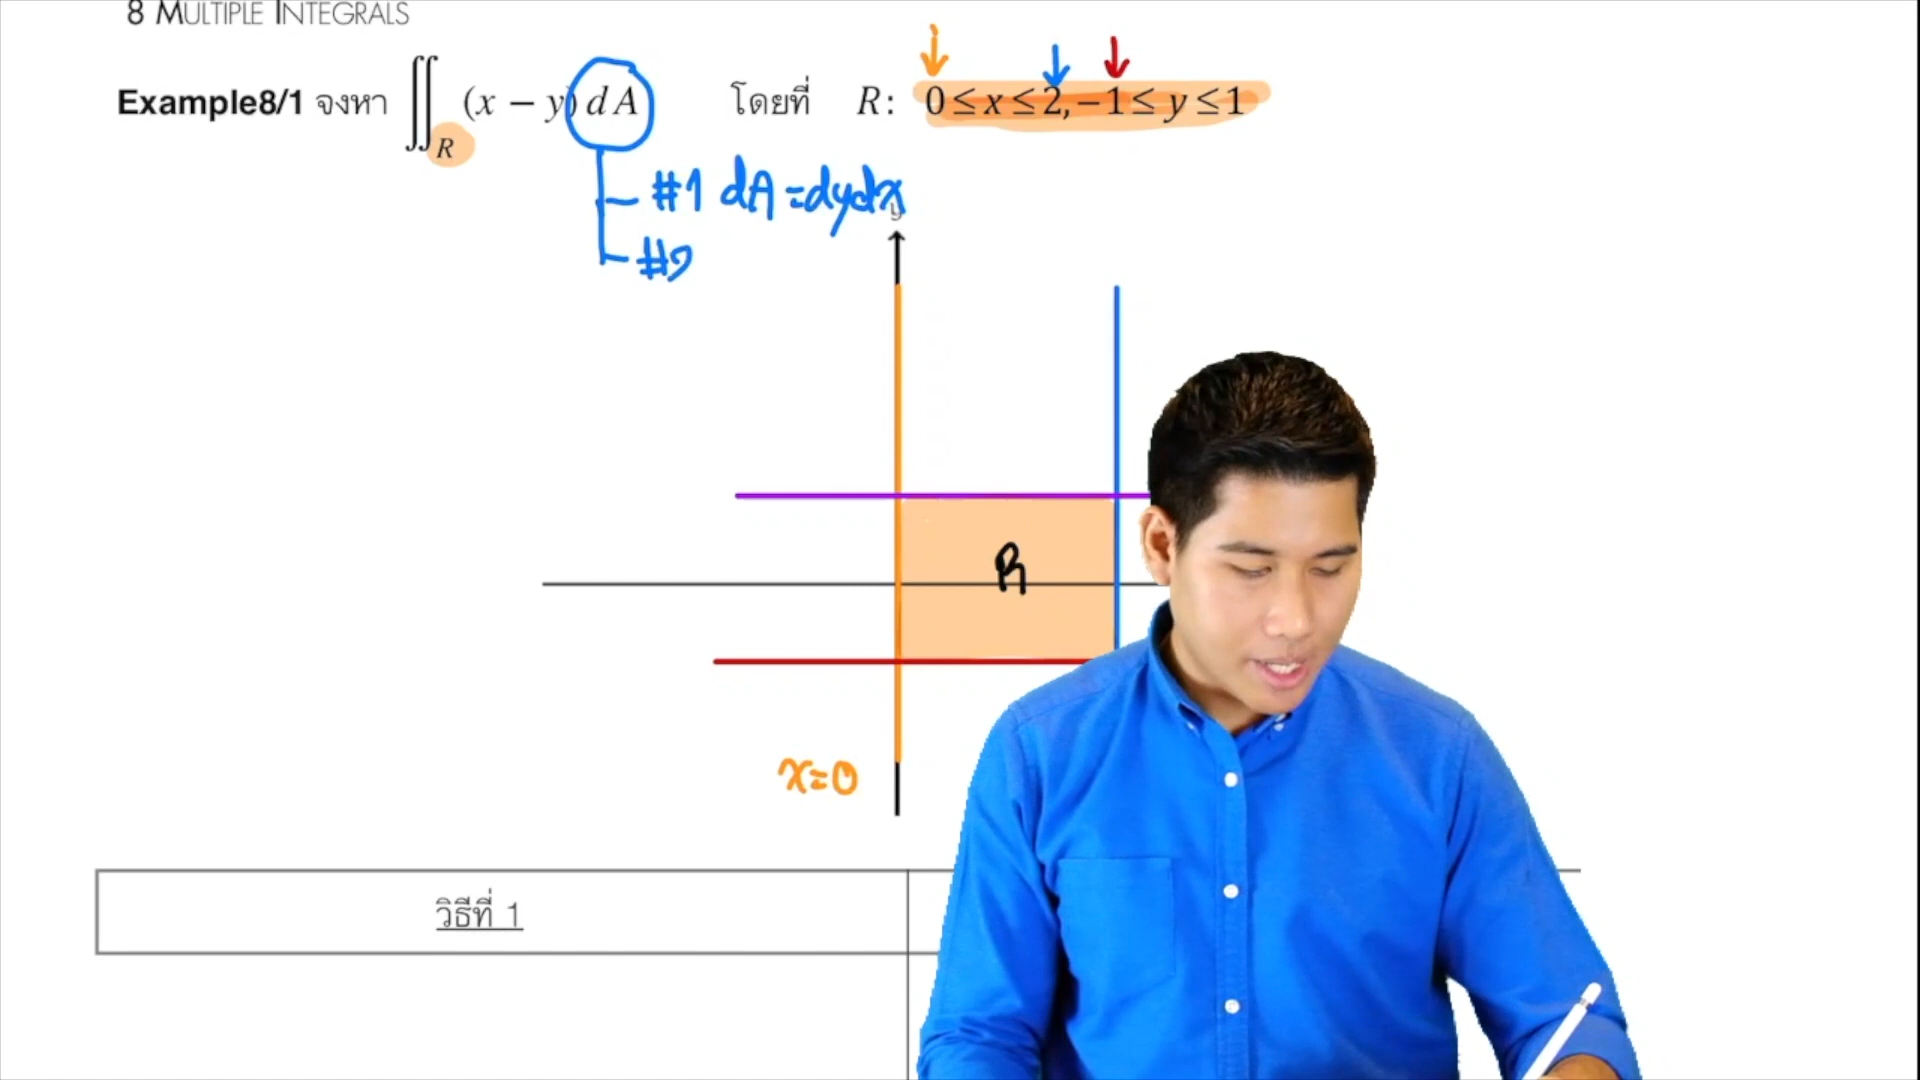 8 MULTIPLE INTEGRALS
Example8/1 จงหา ∬_R (x − y) dA โดยที่ R: 0 ≤ x ≤ 2, −1 ≤ y ≤ 1
#1 dA = dydx
y
#2
R
x=0
วิธีที่ 1